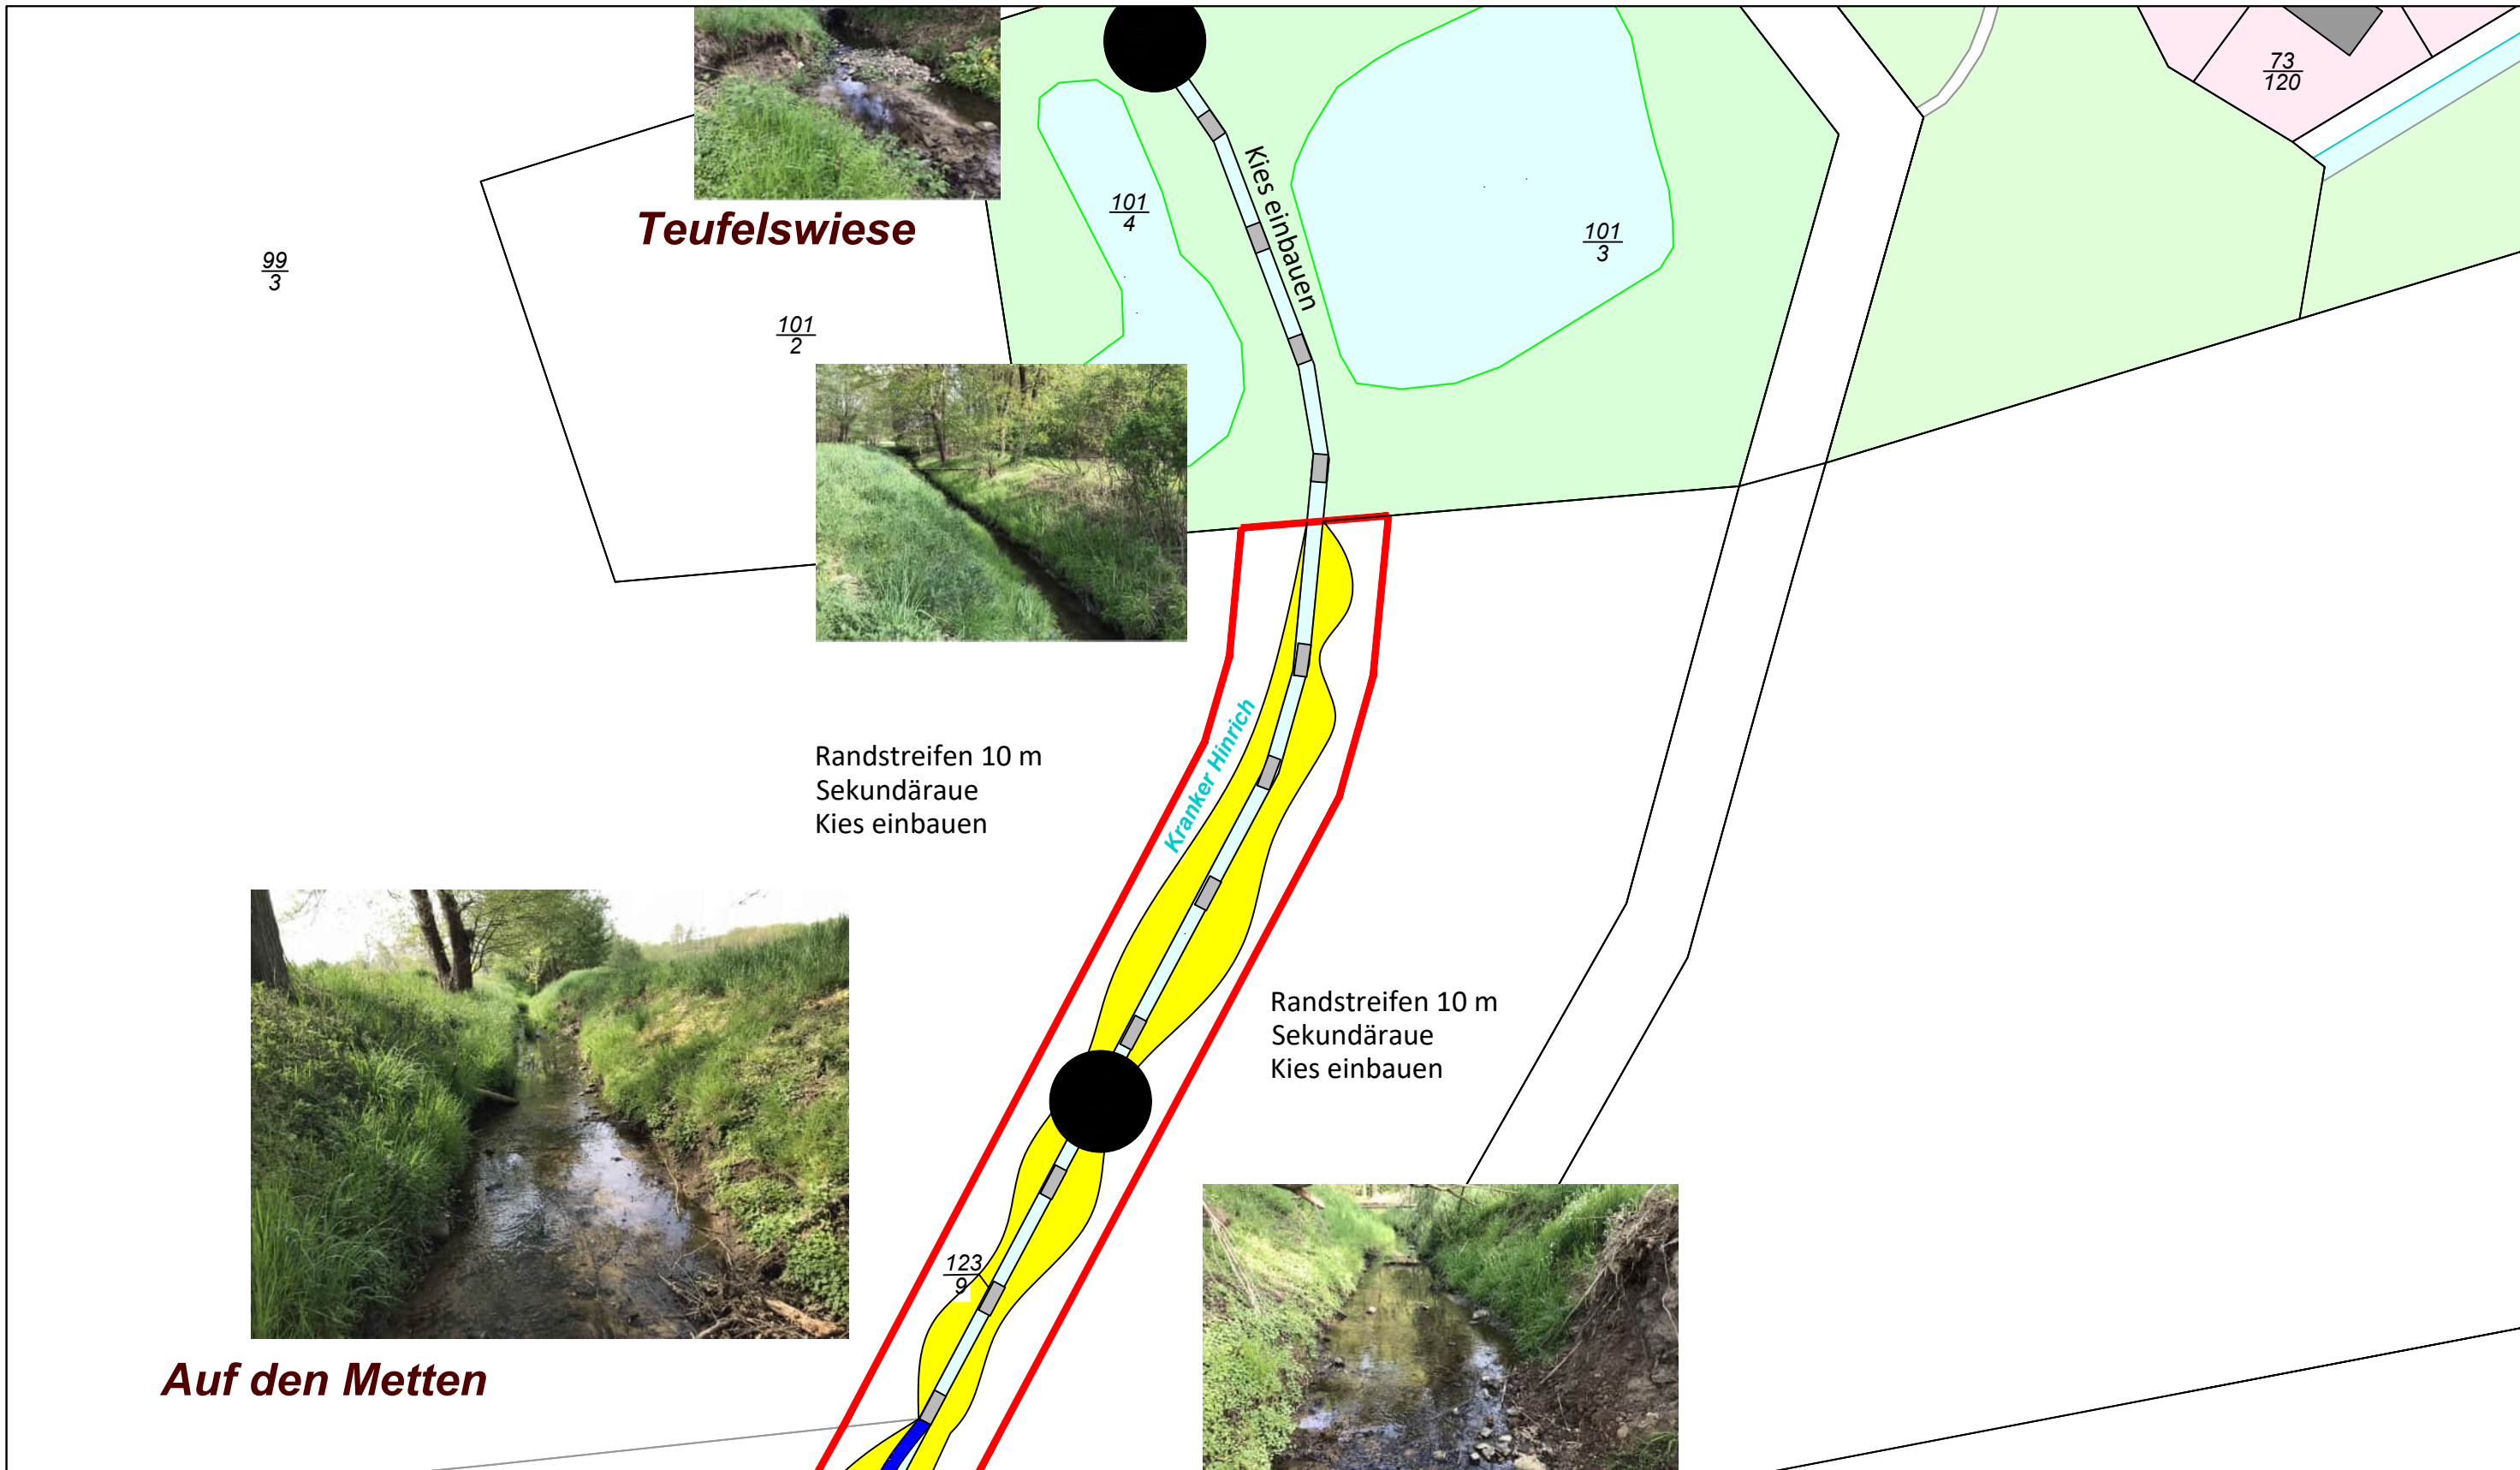 73
120
Kies einbauen
101
4
101
3
Teufelswiese
99
3
101
2
Kranker Hinrich
Randstreifen 10 m
Sekundäraue
Kies einbauen
Randstreifen 10 m
Sekundäraue
Kies einbauen
123
9
Auf den Metten